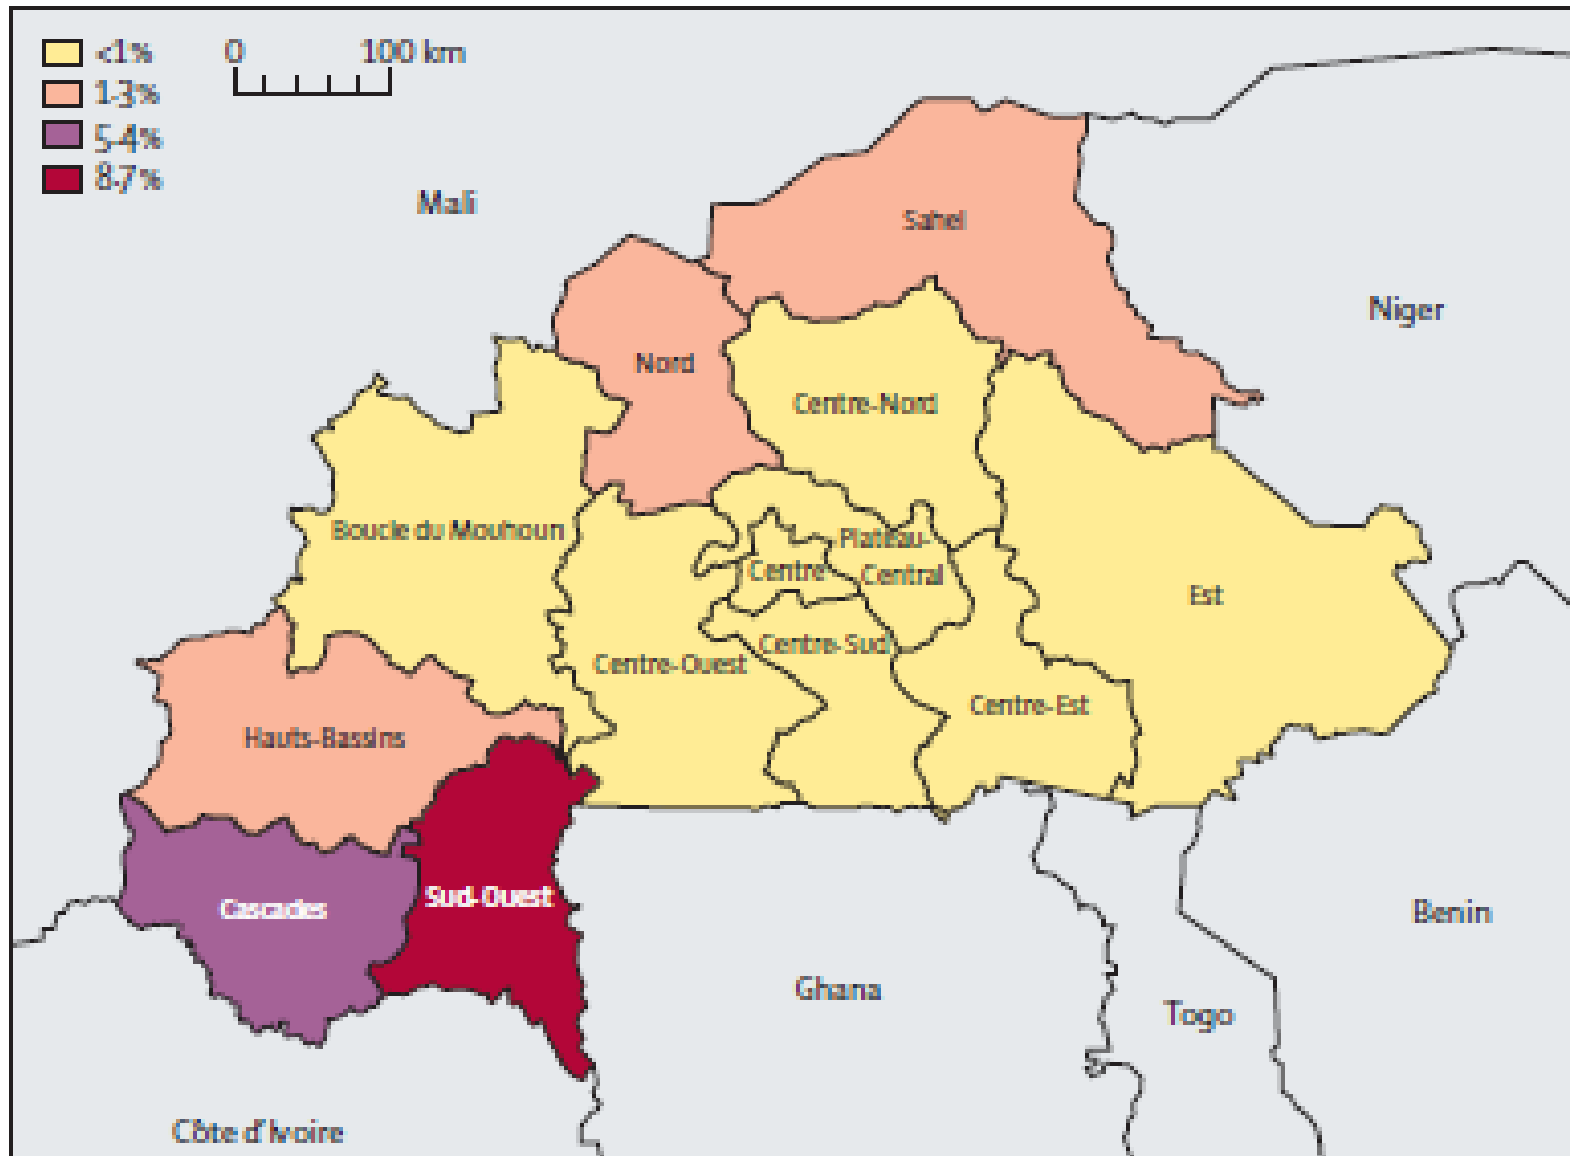 <1%
1-3%
5·4%
8·7%
0 100 km
Mali
Sahel
Niger
Nord
Centre-Nord
Boucle du Mouhoun
Plateau-
Central
Centre
Est
Centre-Sud
Centre-Ouest
Centre-Est
Hauts-Bassins
Cascades
Sud-Ouest
Benin
Ghana
Togo
Côte d'Ivoire